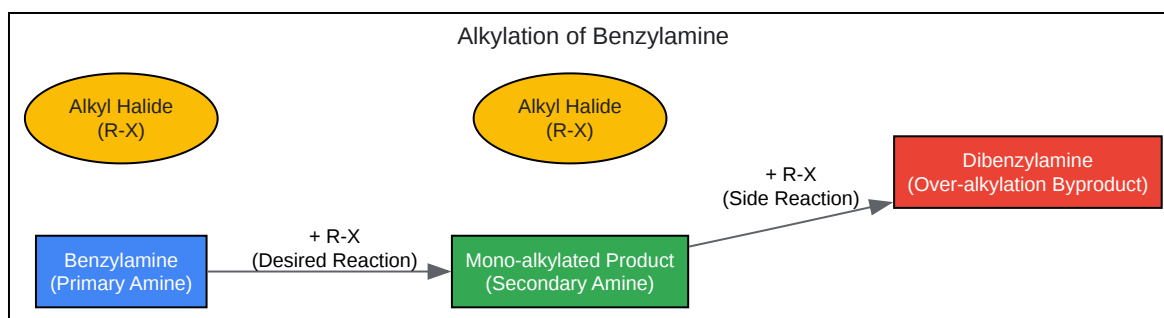 Alkylation of Benzylamine
Alkyl Halide
(R-X)
Alkyl Halide
(R-X)
Dibenzylamine
(Over-alkylation Byproduct)
+ R-X
(Side Reaction)
+ R-X
(Desired Reaction)
Benzylamine
(Primary Amine)
Mono-alkylated Product
(Secondary Amine)